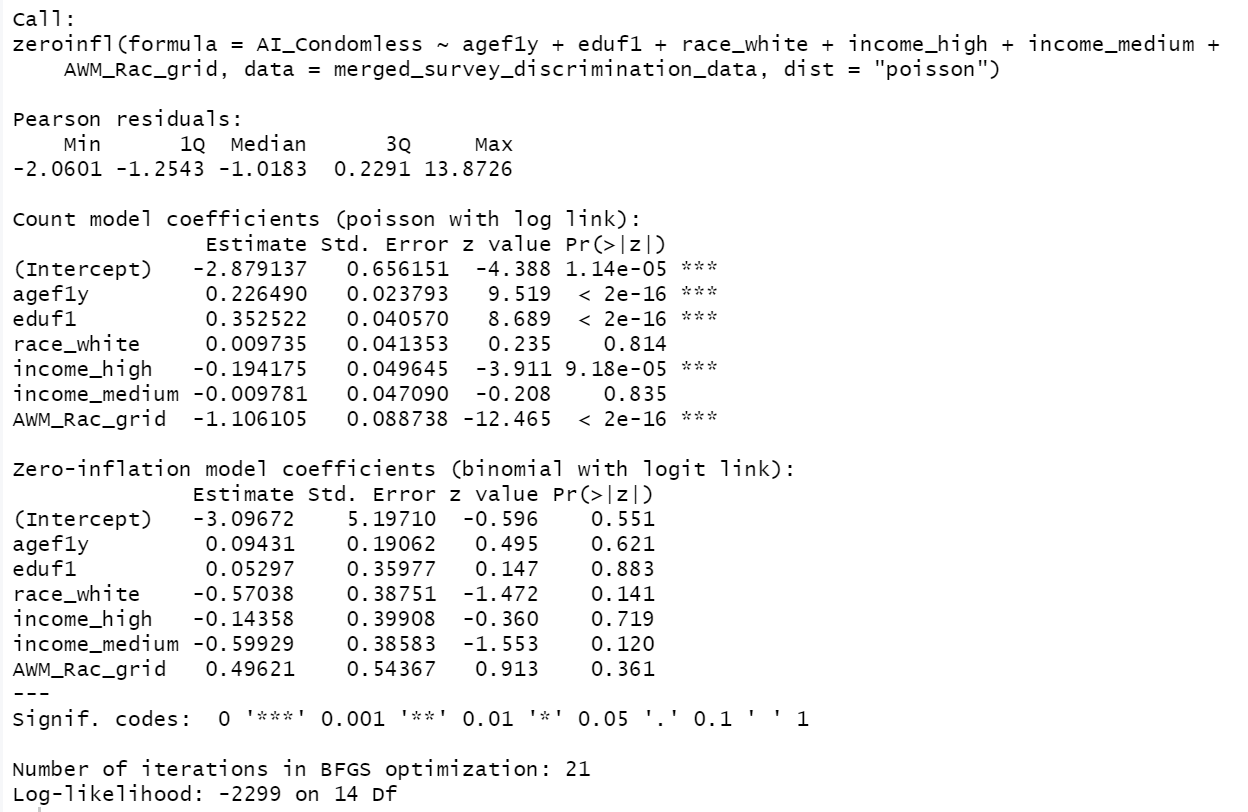 Call:
zeroinfl(formula = AI_Condomless ~ agef1y + eduf1 + race_white + income_high + income_medium +
    AWM_Rac_grid, data = merged_survey_discrimination_data, dist = "poisson")

Pearson residuals:
    Min      1Q  Median      3Q     Max
-2.0601 -1.2543 -1.0183  0.2291 13.8726

Count model coefficients (poisson with log link):
               Estimate Std. Error z value Pr(>|z|)
(Intercept)   -2.879137   0.656151  -4.388 1.14e-05 ***
agef1y         0.226490   0.023793   9.519  < 2e-16 ***
eduf1          0.352522   0.040570   8.689  < 2e-16 ***
race_white     0.009735   0.041353   0.235    0.814
income_high   -0.194175   0.049645  -3.911 9.18e-05 ***
income_medium -0.009781   0.047090  -0.208    0.835
AWM_Rac_grid  -1.106105   0.088738 -12.465  < 2e-16 ***

Zero-inflation model coefficients (binomial with logit link):
              Estimate Std. Error z value Pr(>|z|)
(Intercept)   -3.09672    5.19710  -0.596    0.551
agef1y         0.09431    0.19062   0.495    0.621
eduf1          0.05297    0.35977   0.147    0.883
race_white    -0.57038    0.38751  -1.472    0.141
income_high   -0.14358    0.39908  -0.360    0.719
income_medium -0.59929    0.38583  -1.553    0.120
AWM_Rac_grid   0.49621    0.54367   0.913    0.361
---
Signif. codes:  0 '***' 0.001 '**' 0.01 '*' 0.05 '.' 0.1 ' ' 1

Number of iterations in BFGS optimization: 21
Log-likelihood: -2299 on 14 Df